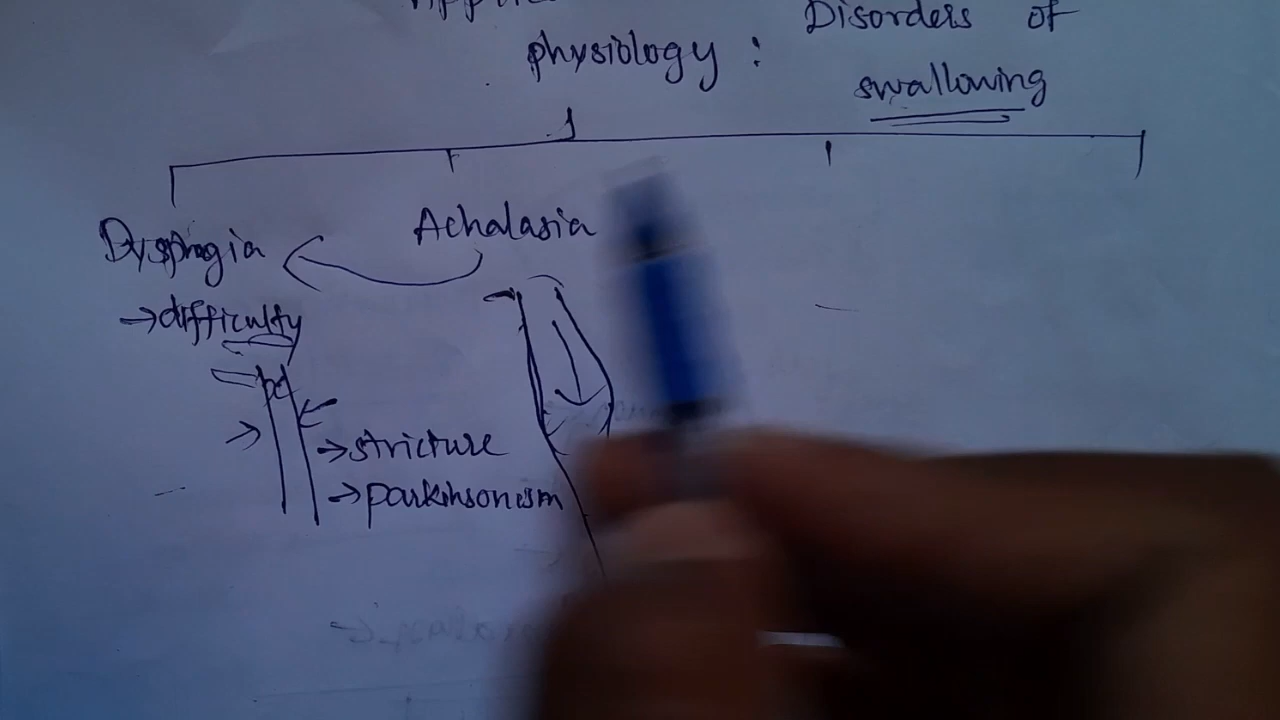 Disorders of
physiology :
swallowing
Dysphagia
Achalasia
→difficulty
→stricture
→parkinsonism